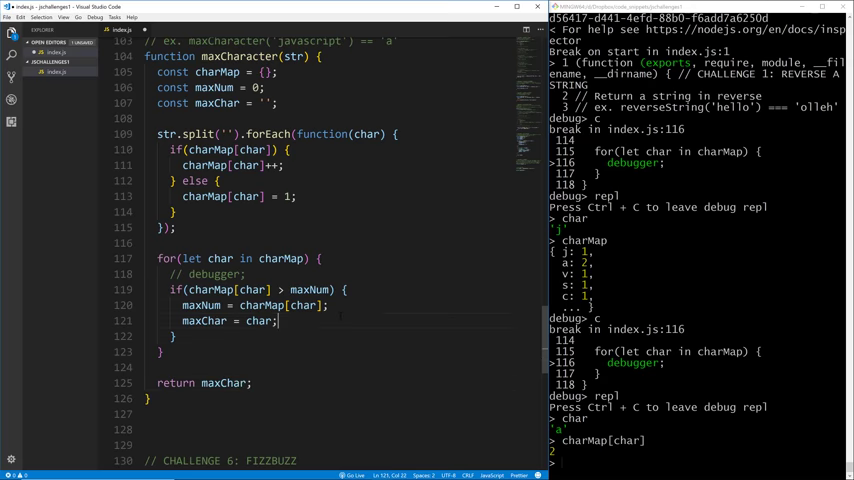 index.js - jschallenges1 - Visual Studio Code
File Edit Selection View Go Debug Tasks Help
EXPLORER
OPEN EDITORS 1 UNSAVED
index.js
JSCHALLENGES1
index.js
index.js
103 // ex. maxCharacter('javascript') == 'a'
104 function maxCharacter(str) {
105 const charMap = {};
106 let maxNum = 0;
107 let maxChar = '';
108
109 str.split('').forEach(function(char) {
110 if(charMap[char]) {
111 charMap[char]++;
112 } else {
113 charMap[char] = 1;
114 }
115 });
116
117 for(let char in charMap) {
118 // debugger;
119 if(charMap[char] > maxNum) {
120 maxNum = charMap[char];
121 maxChar = char;
122 }
123 }
124
125 return maxChar;
126 }
127
128
129
130 // CHALLENGE 6: FIZZBUZZ
0 0 Go Live Ln 121, Col 22 Spaces: 2 UTF-8 CRLF JavaScript Prettier
MINGW64:/d/Dropbox/code_snippets/jschallenges1
d56417-d441-4efd-88b0-f6add7a6250d
< For help see https://nodejs.org/en/docs/insp
ector
Break on start in index.js:1
> 1 (function (exports, require, module, __fil
ename, __dirname) { // CHALLENGE 1: REVERSE A
STRING
2 // Return a string in reverse
3 // ex. reverseString('hello') === 'olleh'
debug> c
break in index.js:116
114
115 for(let char in charMap) {
>116 debugger;
117 }
118 }
debug> repl
Press Ctrl + C to leave debug repl
> char
'j'
> charMap
{ j: 1,
a: 2,
v: 1,
s: 1,
c: 1,
... }
debug> c
break in index.js:116
114
115 for(let char in charMap) {
>116 debugger;
117 }
118 }
debug> repl
Press Ctrl + C to leave debug repl
> char
'a'
> charMap[char]
2
>